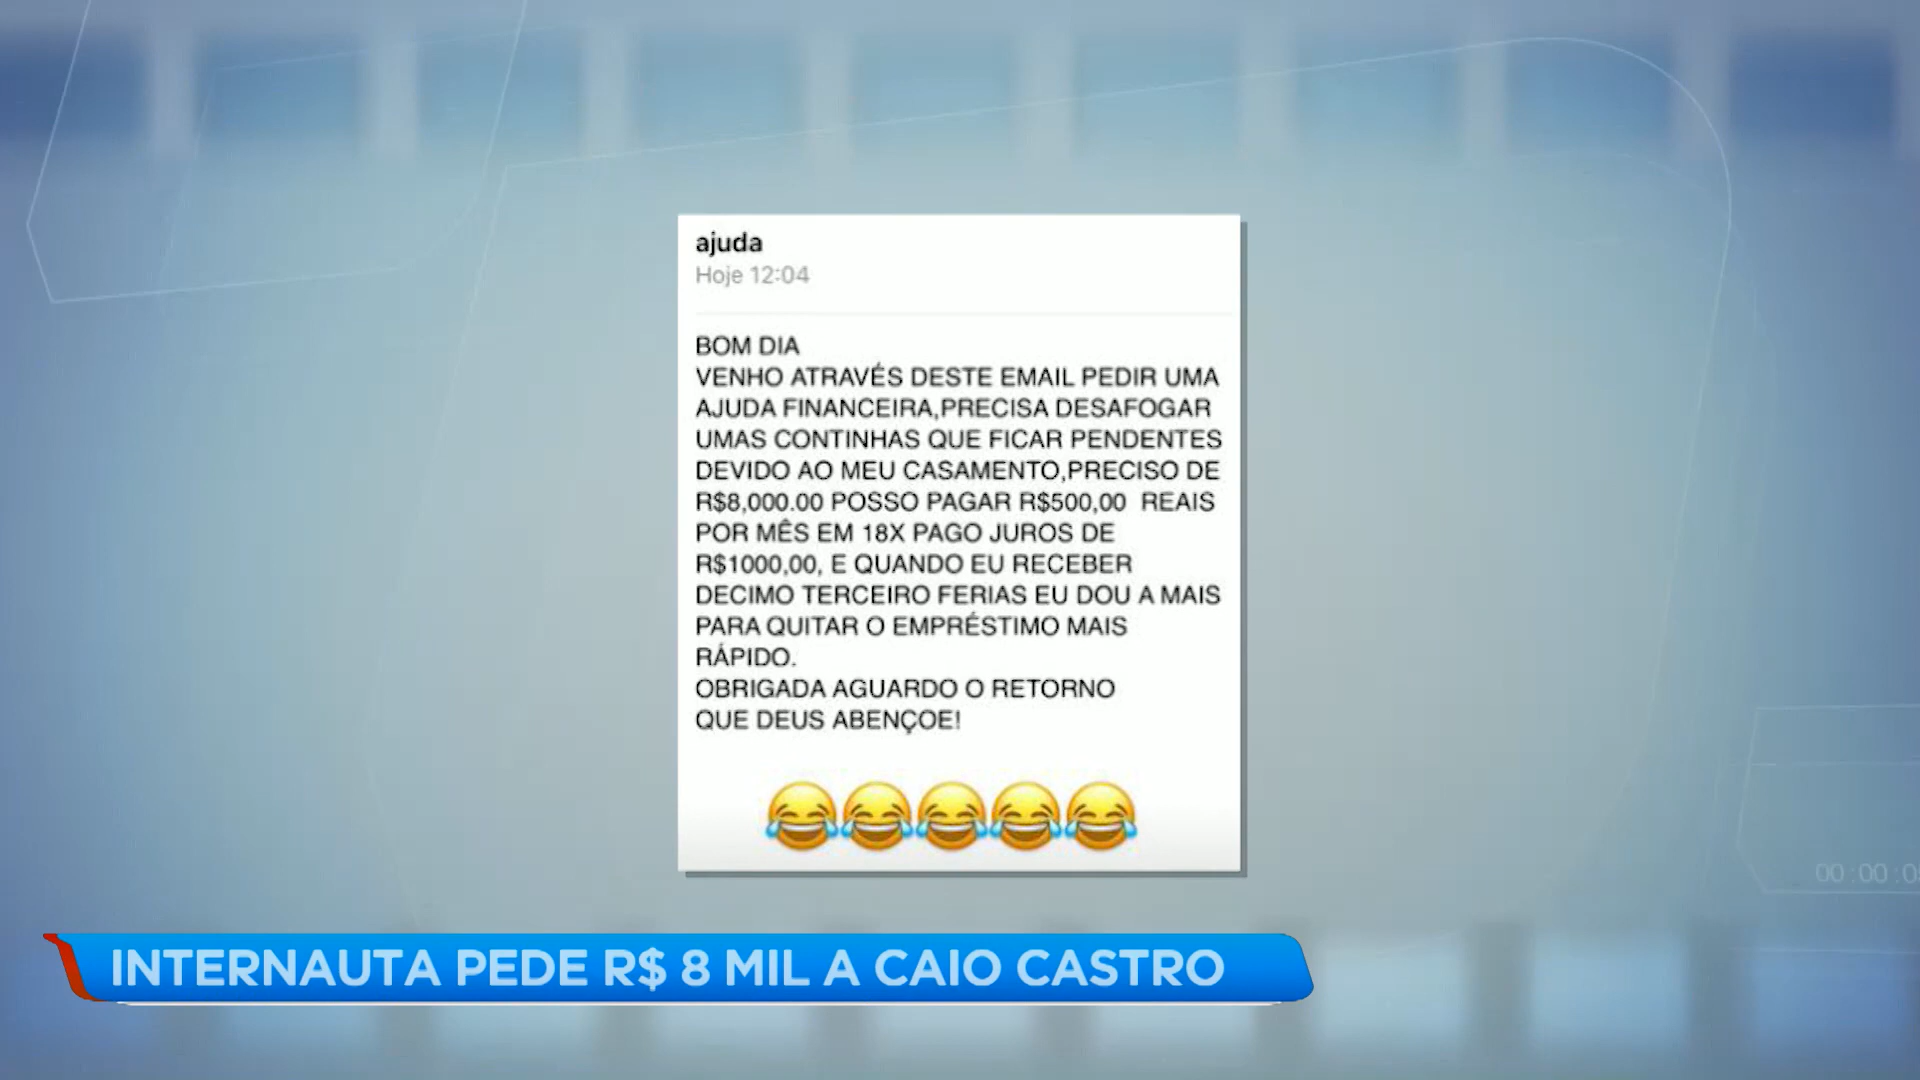 ajuda
Hoje 12:04
BOM DIA
VENHO ATRAVÉS DESTE EMAIL PEDIR UMA
AJUDA FINANCEIRA,PRECISA DESAFOGAR
UMAS CONTINHAS QUE FICAR PENDENTES
DEVIDO AO MEU CASAMENTO,PRECISO DE
R$8,000.00 POSSO PAGAR R$500,00 REAIS
POR MÊS EM 18X PAGO JUROS DE
R$1000,00, E QUANDO EU RECEBER
DECIMO TERCEIRO FERIAS EU DOU A MAIS
PARA QUITAR O EMPRÉSTIMO MAIS
RÁPIDO.
OBRIGADA AGUARDO O RETORNO
QUE DEUS ABENÇOE!
00:00:0
INTERNAUTA PEDE R$ 8 MIL A CAIO CASTRO